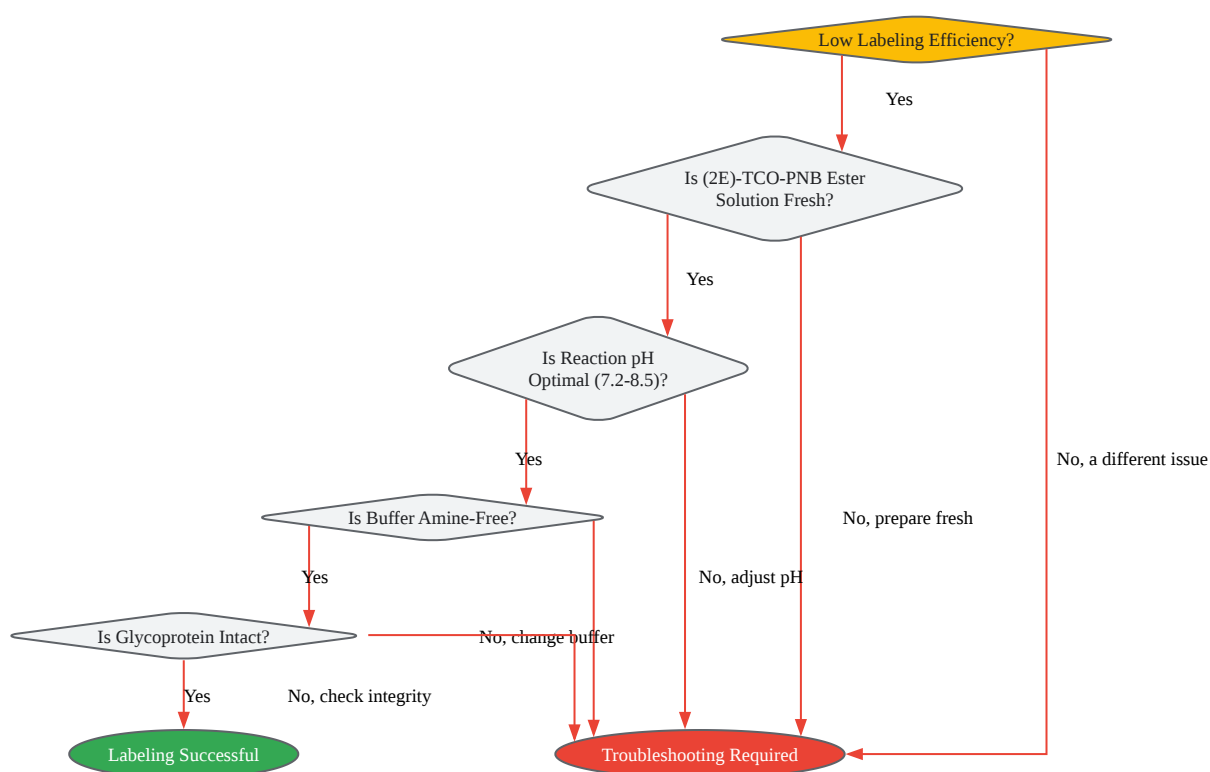 Low Labeling Efficiency?
Yes
Is (2E)-TCO-PNB Ester
Solution Fresh?
Yes
Is Reaction pH
Optimal (7.2-8.5)?
Yes
No, a different issue
Is Buffer Amine-Free?
No, prepare fresh
Yes
No, adjust pH
Is Glycoprotein Intact?
No, change buffer
Yes
No, check integrity
Labeling Successful
Troubleshooting Required